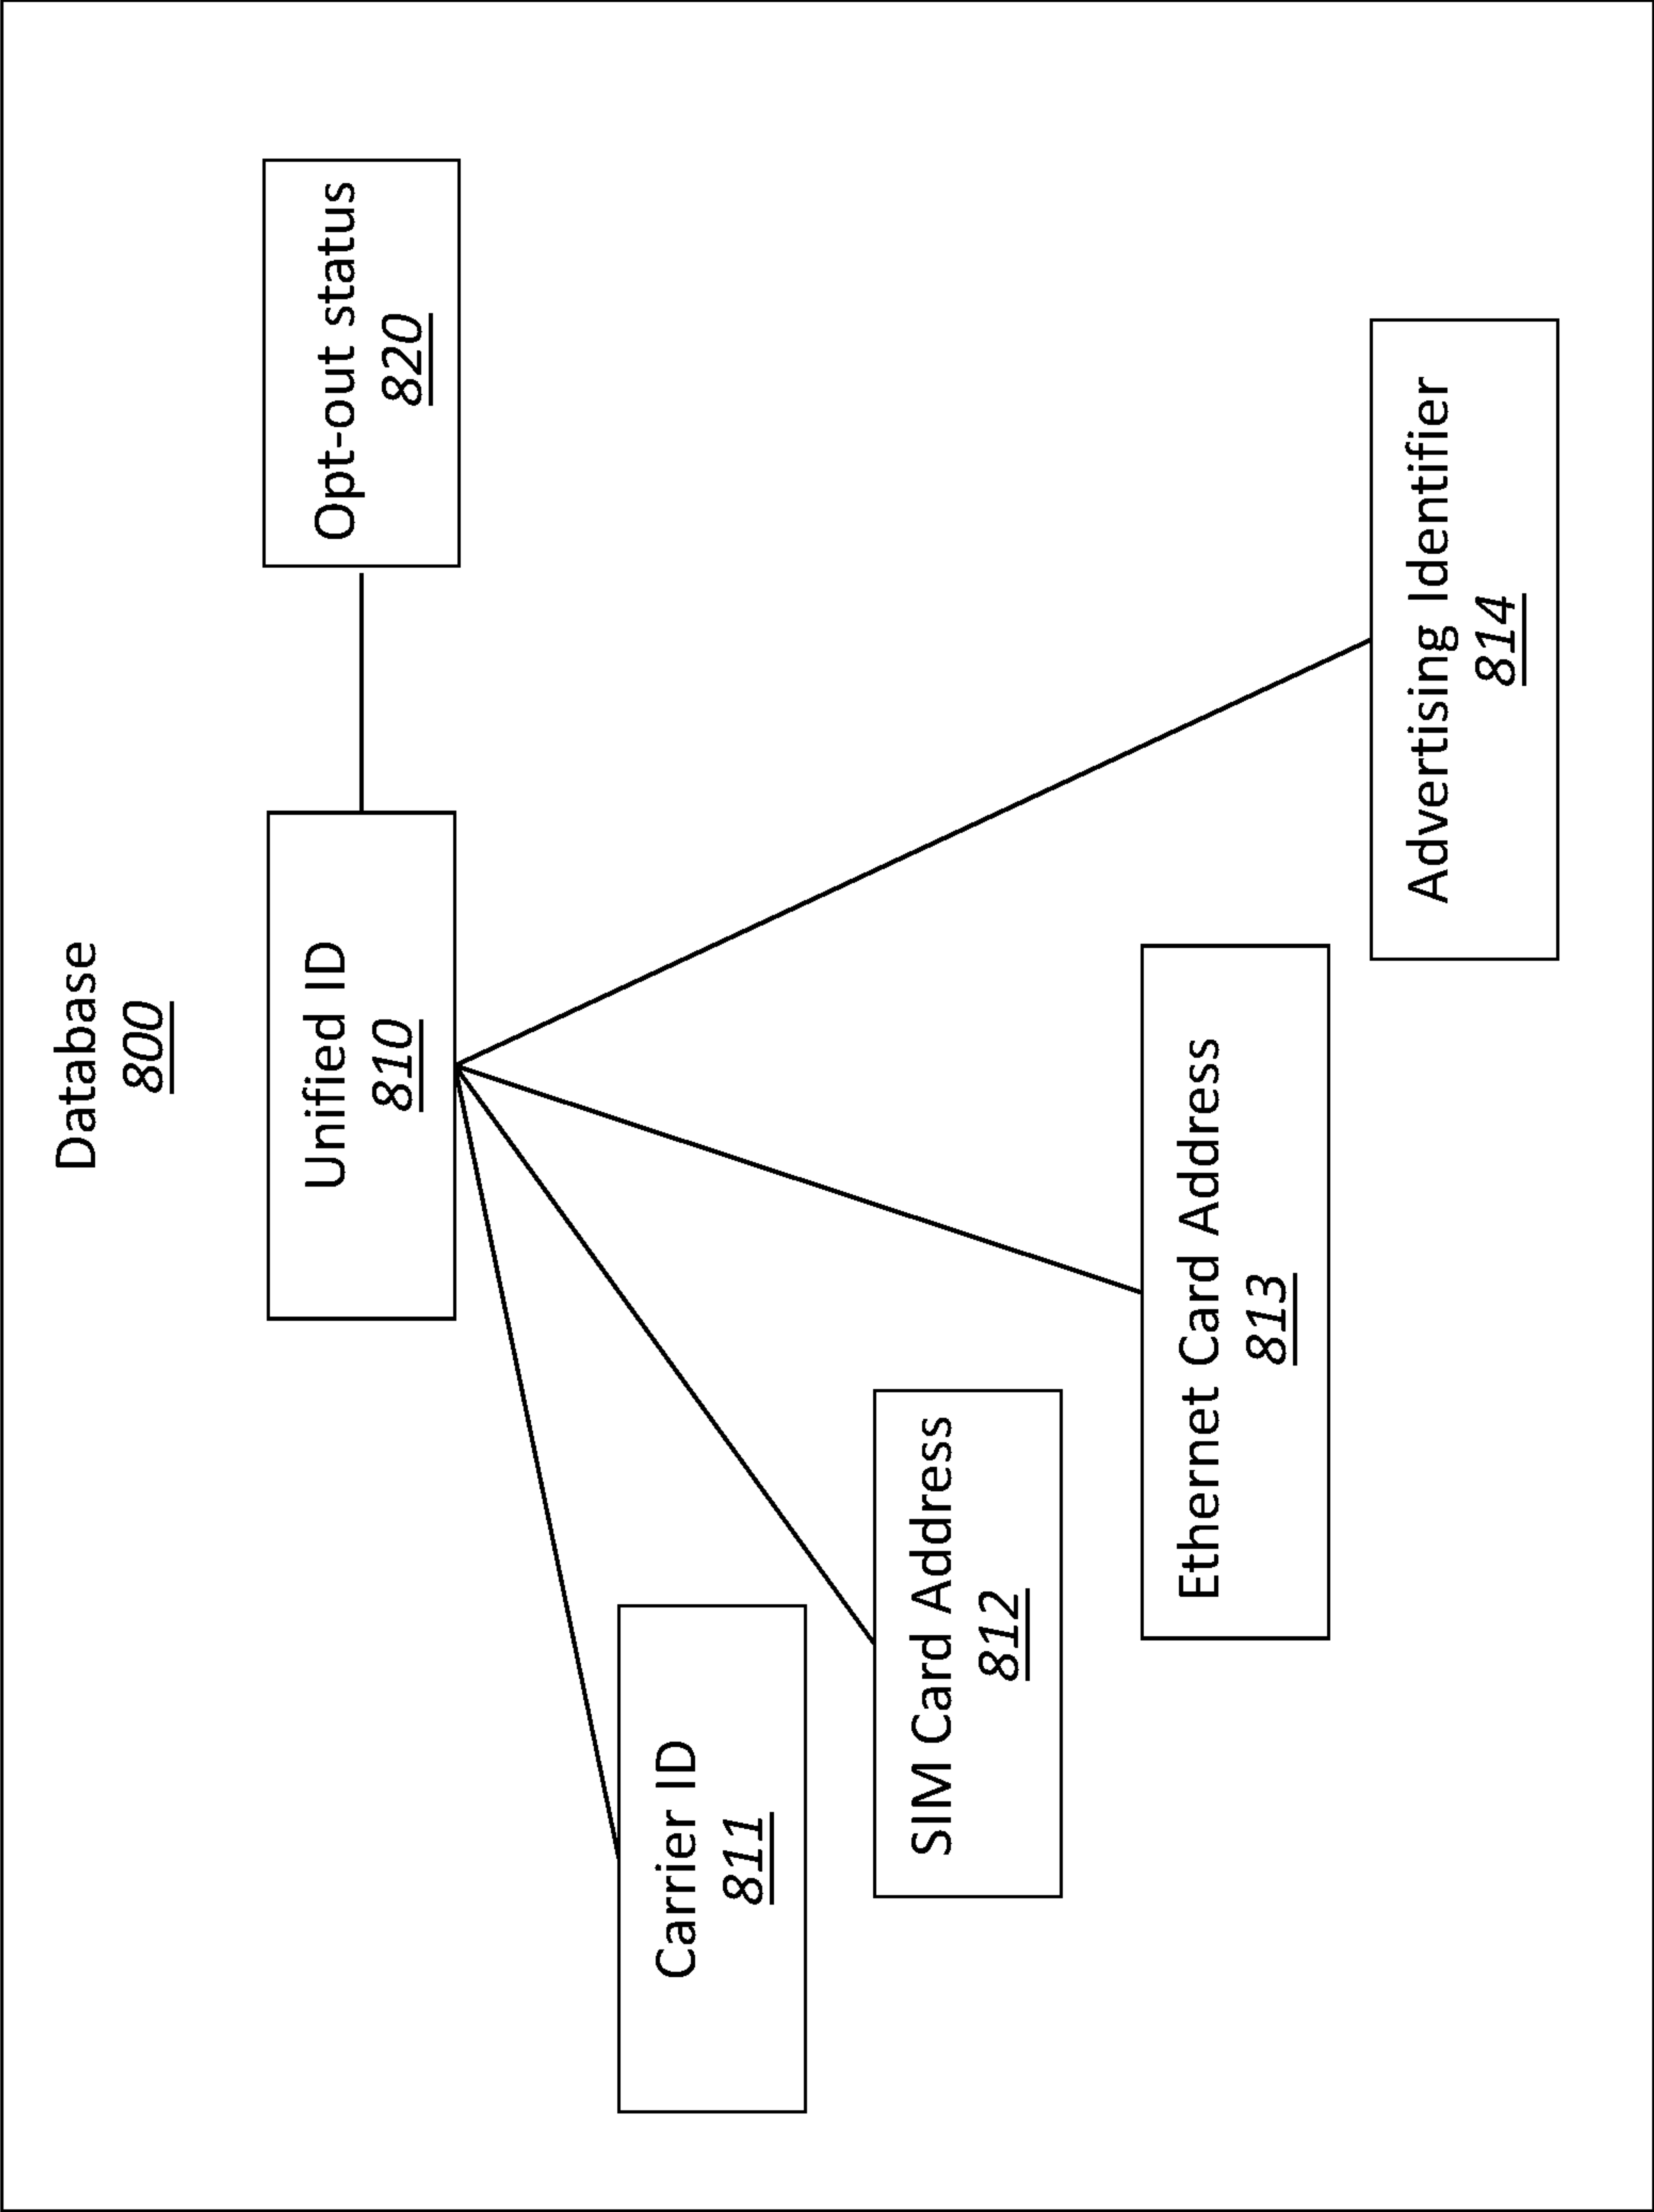 Database
800
Unified ID
810
Opt-out status
820
Carrier ID
811
SIM Card Address
812
Ethernet Card Address
813
Advertising Identifier
814